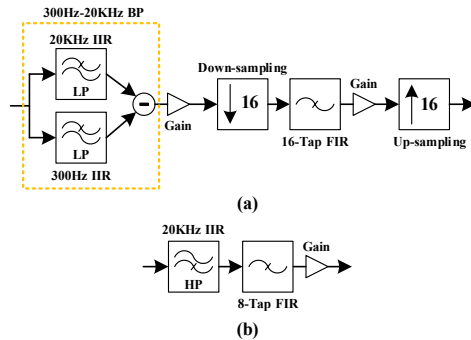 300Hz-20KHz BP
20KHz IIR
LP
300Hz IIR
LP
-
Gain
Down-sampling
16
16-Tap FIR
Gain
16
Up-sampling
(a)
20KHz IIR
HP
8-Tap FIR
Gain
(b)